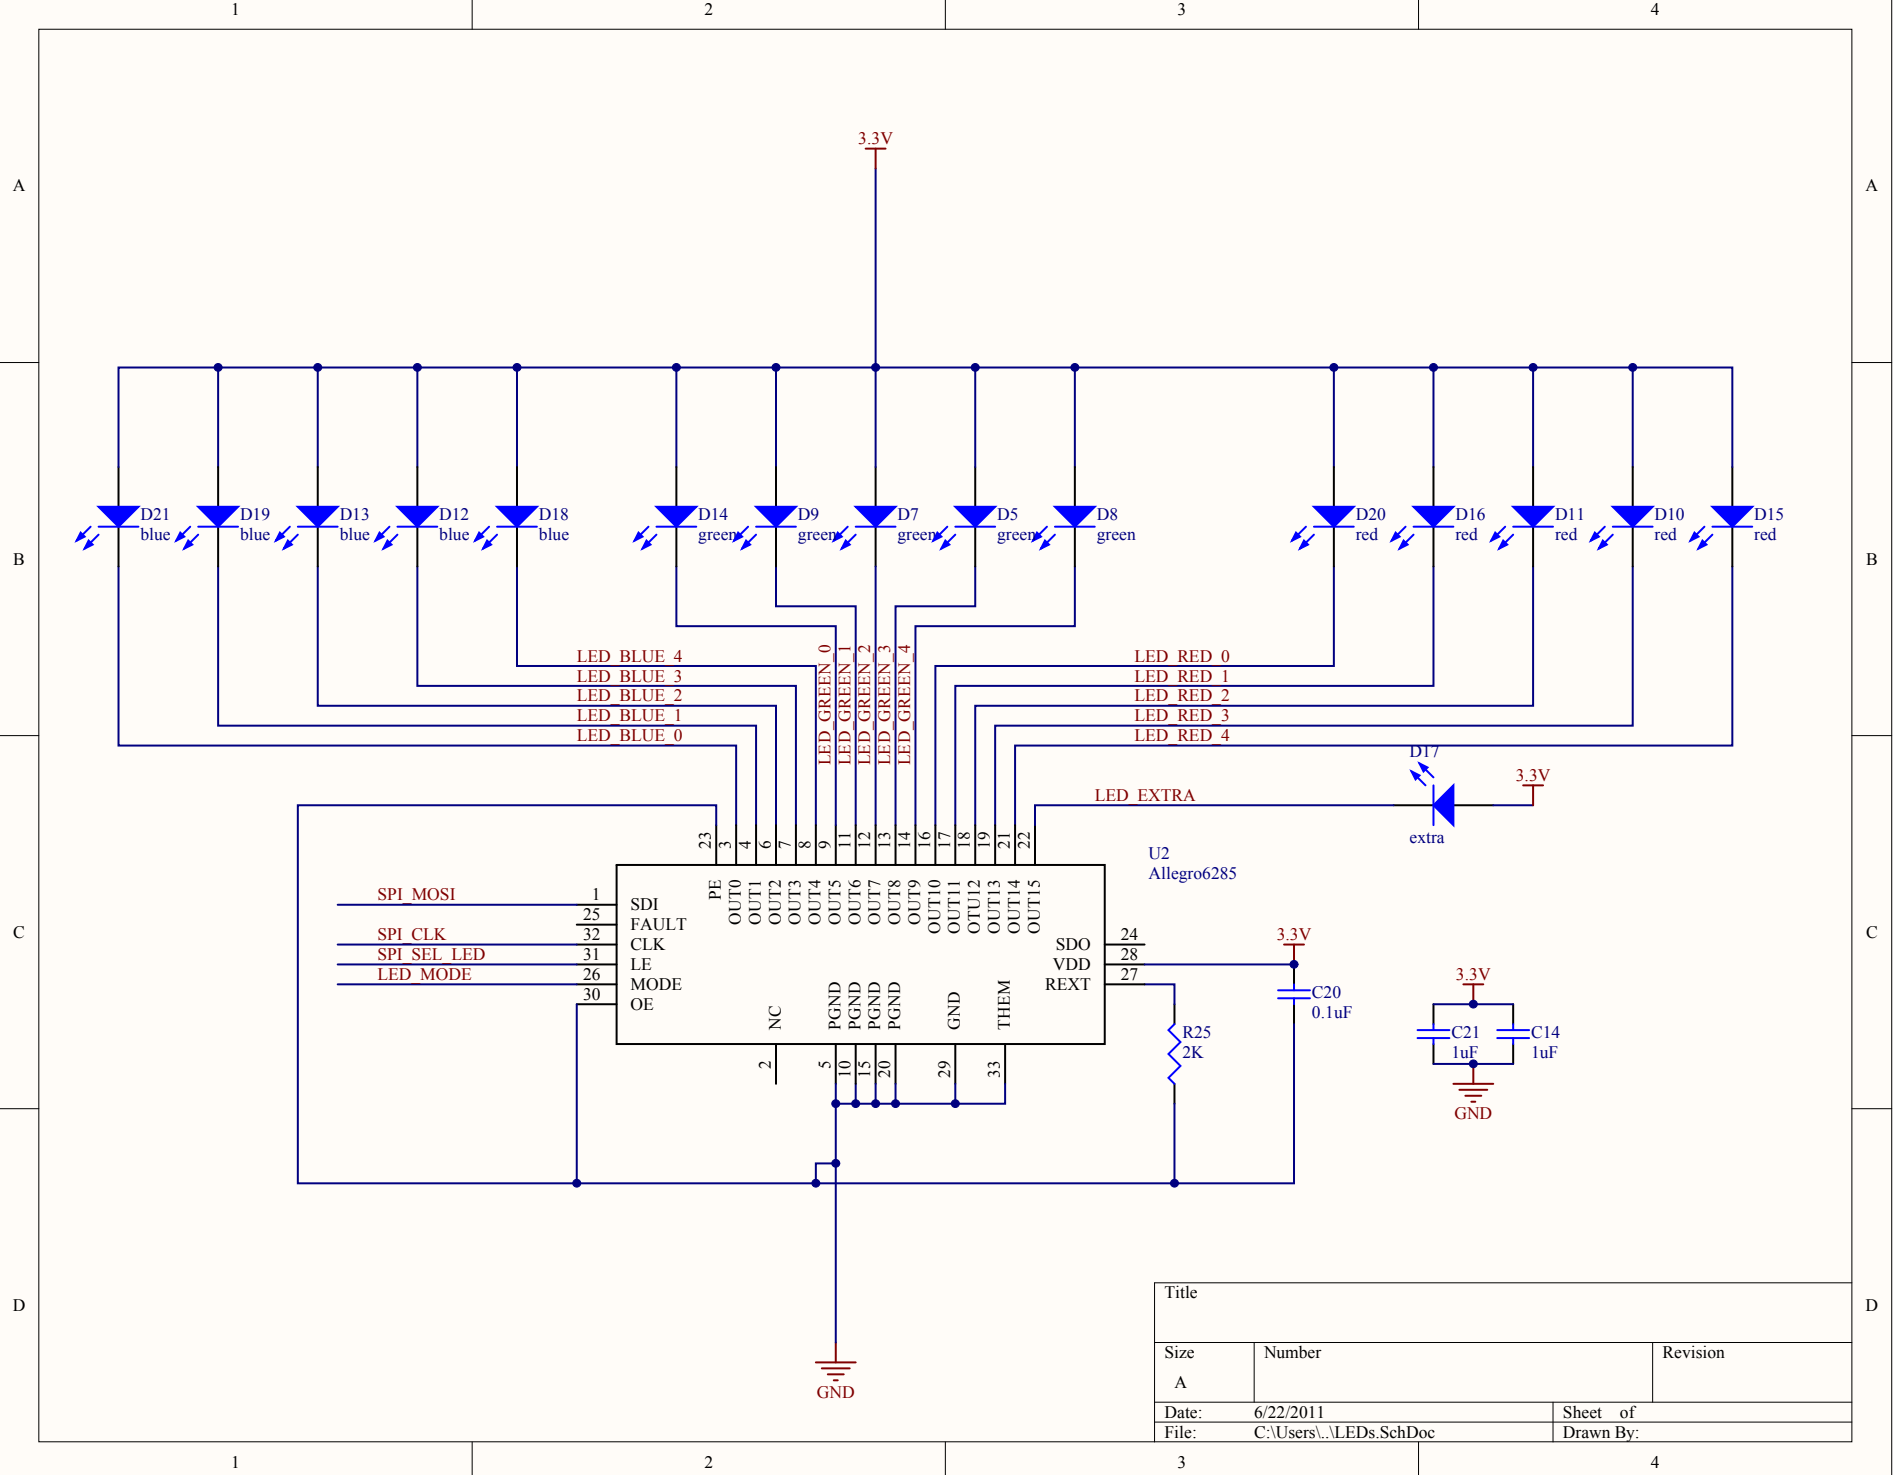 1 2 3 4
3.3V
A A
D21 D19 D13 D12 D18 D14 D9 D7 D5 D8 D20 D16 D11 D10 D15
blue blue blue blue blue green green green green green red red red red red
B B
LED_BLUE_4
LED_BLUE_3
LED_BLUE_2
LED_BLUE_1
LED_BLUE_0
LED_GREEN_0
LED_GREEN_1
LED_GREEN_2
LED_GREEN_3
LED_GREEN_4
LED_RED_0
LED_RED_1
LED_RED_2
LED_RED_3
LED_RED_4
D17
3.3V
LED_EXTRA
extra
23 3 4 6 7 8 9 11 12 13 14 16 17 18 19 21 22
U2
Allegro6285
PE OUT0 OUT1 OUT2 OUT3 OUT4 OUT5 OUT6 OUT7 OUT8 OUT9 OUT10 OUT11 OTU12 OUT13 OUT14 OUT15
SPI_MOSI 1 SDI
25 FAULT
SPI_CLK 32 CLK
SPI_SEL_LED 31 LE
LED_MODE 26 MODE
30 OE
C C
SDO 24
VDD 28
REXT 27
3.3V
C20
0.1uF
3.3V
C21 C14
1uF 1uF
GND
NC PGND PGND PGND PGND GND THEM
2 5 10 15 20 29 33
R25
2K
GND
D D
Title
Size Number Revision
A
Date: 6/22/2011 Sheet of
File: C:\Users\..\LEDs.SchDoc Drawn By:
1 2 3 4